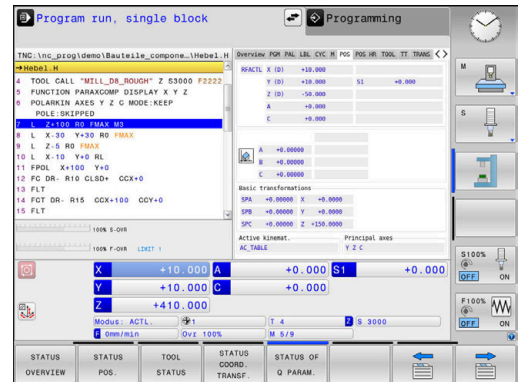 Program run, single block
Programming
TNC:\nc_prog\demo\Bauteile_compone…\Hebel.H
→Hebel.H
4 TOOL CALL "MILL_D8_ROUGH" Z S3000 F2222
5 FUNCTION PARAXCOMP DISPLAY X Y Z
6 POLARKIN AXES Y Z C MODE:KEEP
POLE:SKIPPED
7 L Z+100 R0 FMAX M3
8 L X-30 Y+30 R0 FMAX
9 L Z-5 R0 FMAX
10 L X-10 Y+0 RL
11 FPOL X+100 Y+0
12 FC DR- R10 CLSD+ CCX+0
13 FLT
14 FCT DR- R15 CCX+100 CCY+0
15 FLT
100% S-OVR
100% F-OVR LIMIT 1
Overview PGM PAL LBL CYC M POS POS HR TOOL TT TRANS
RFACTL X (D) +10.000
Y (D) +10.000 S1 +0.000
Z (D) -50.000
A +0.000
C +0.000
A +0.00000
B +0.00000
C +0.00000
Basic transformations
SPA +0.00000 X +0.0000
SPB +0.00000 Y +0.0000
SPC +0.00000 Z +150.0000
Active kinemat. Principal axes
AC_TABLE Y Z C
X +10.000 A +0.000 S1 +0.000
Y +10.000 C +0.000
Z +410.000
Modus: ACTL. 1 T 4 Z S 3000
F 0mm/min Ovr 100% M 5/9
M
S
S100%
OFF ON
F100%
OFF ON
STATUS OVERVIEW
STATUS POS.
TOOL STATUS
STATUS COORD. TRANSF.
STATUS OF Q PARAM.